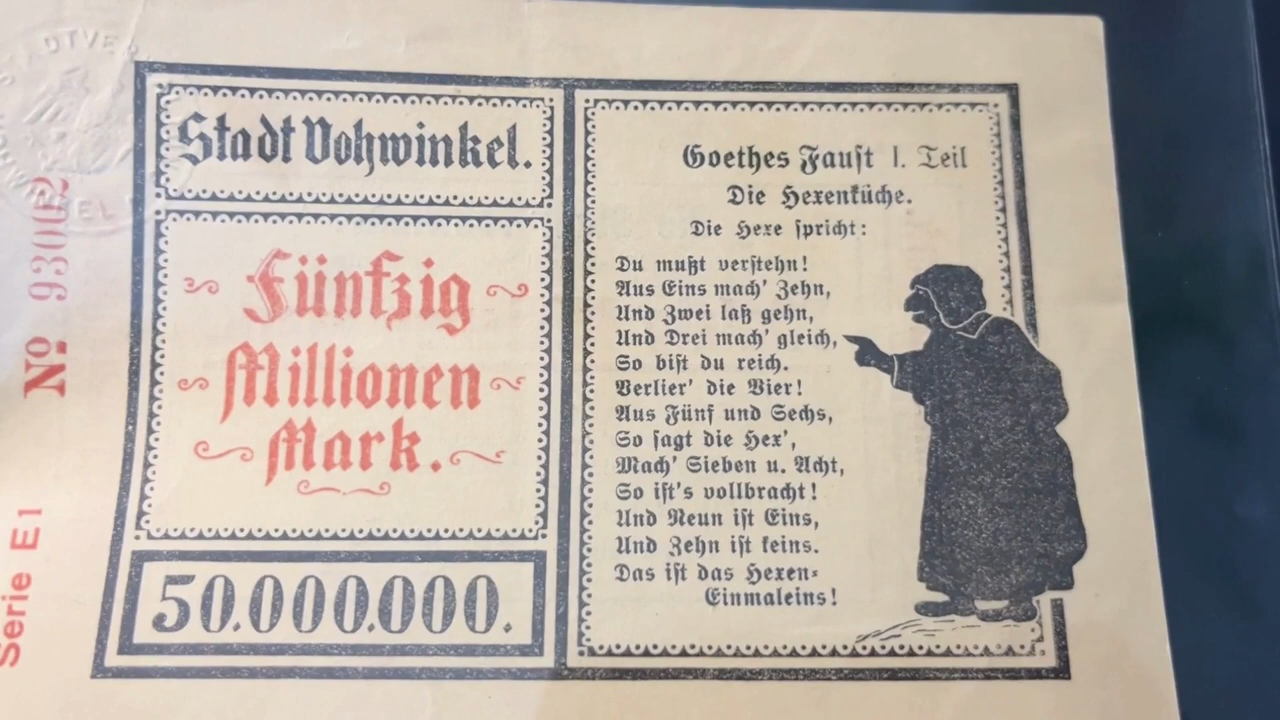 Stadt Vohwinkel.
Fünfzig
Millionen
Mark.
50.000.000.
Goethes Faust I. Teil
Die Hexenküche.
Die Hexe spricht:
Du mußt verstehn!
Aus Eins mach' Zehn,
Und Zwei laß gehn,
Und Drei mach' gleich,
So bist du reich.
Verlier' die Vier!
Aus Fünf und Sechs,
So sagt die Hex',
Mach' Sieben u. Acht,
So ist's vollbracht!
Und Neun ist Eins,
Und Zehn ist keins.
Das ist das Hexen-
Einmaleins!
No 93002
Serie E1